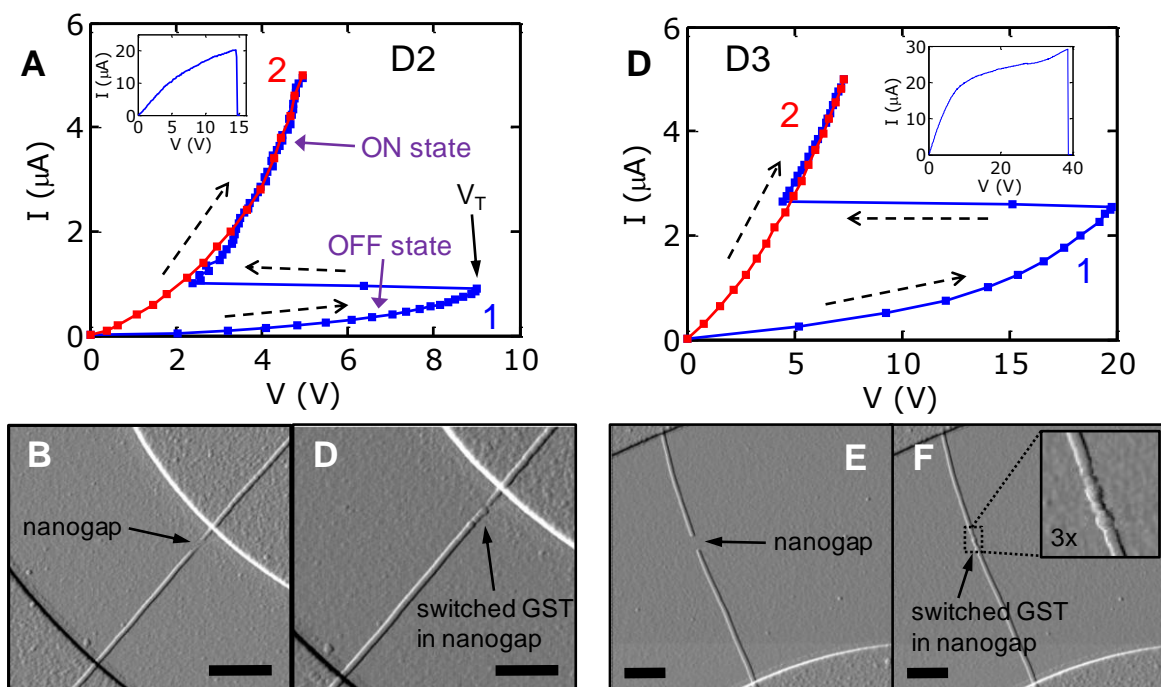 A
D2
6
4
2
0
I (µA)
0 2 4 6 8 10
V (V)
I (µA)
20
10
0
0 5 10 15
V (V)
2
ON state
V_T
OFF state
1
D
D3
6
4
2
0
I (µA)
0 5 10 15 20
V (V)
I (µA)
30
20
10
0
0 20 40
V (V)
2
1
B
nanogap
D
switched GST
in nanogap
E
nanogap
F
3x
switched GST
in nanogap